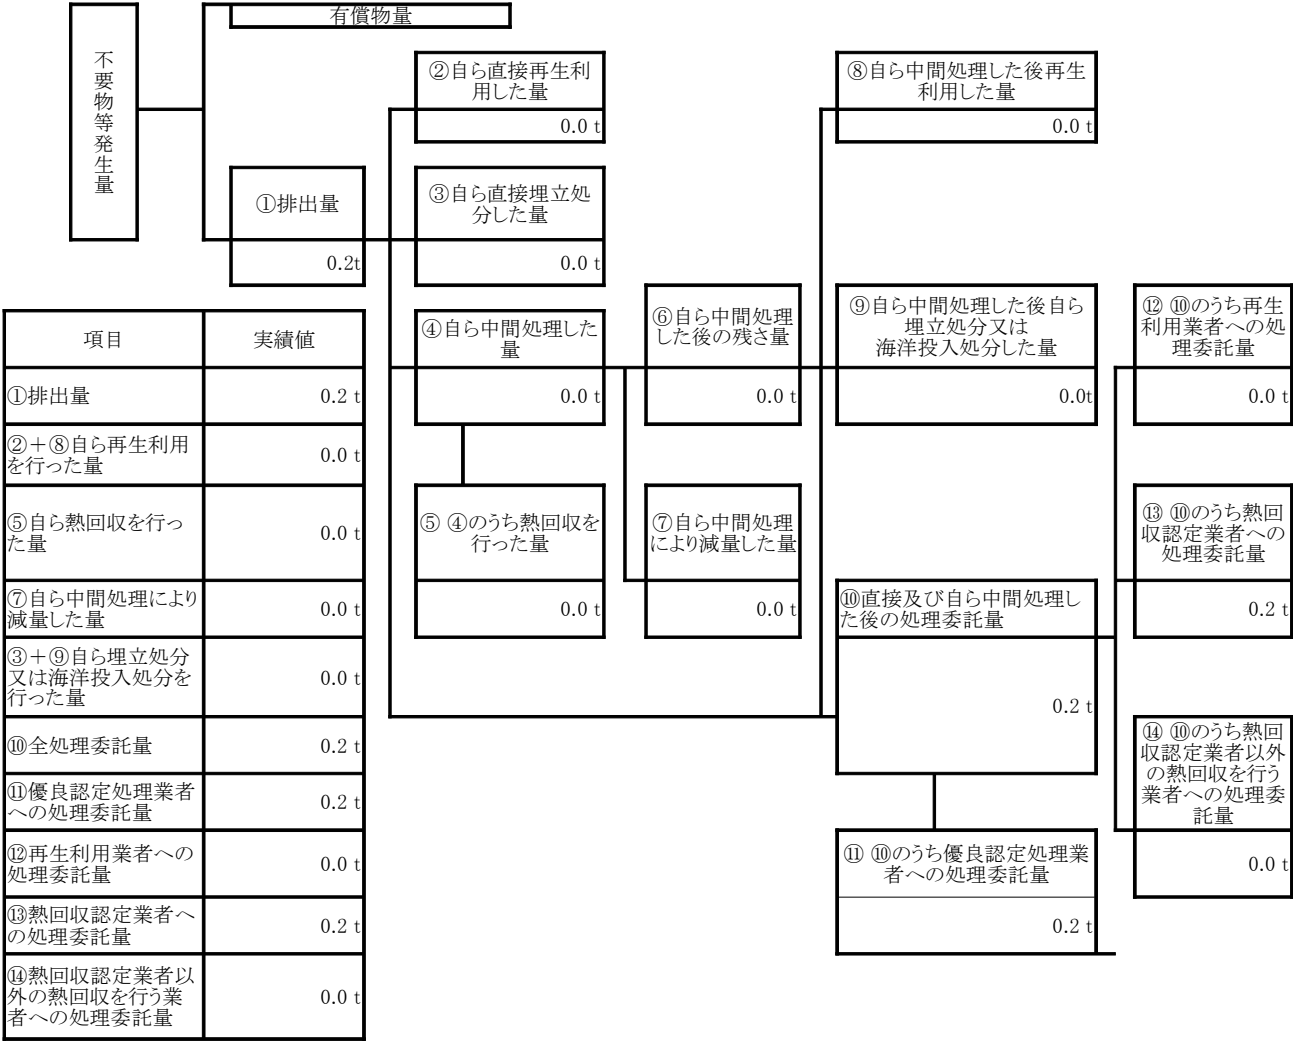 有償物量
不要物等発生量
②自ら直接再生利
用した量
0.0 t
⑧自ら中間処理した後再生
利用した量
0.0 t
①排出量
0.2t
③自ら直接埋立処
分した量
0.0 t
④自ら中間処理した
量
0.0 t
⑥自ら中間処理
した後の残さ量
0.0 t
⑨自ら中間処理した後自ら
埋立処分又は
海洋投入処分した量
0.0t
⑫ ⑩のうち再生
利用業者への処
理委託量
0.0 t
⑤ ④のうち熱回収を
行った量
0.0 t
⑦自ら中間処理
により減量した量
0.0 t
⑬ ⑩のうち熱回
収認定業者への
処理委託量
0.2 t
⑩直接及び自ら中間処理し
た後の処理委託量
0.2 t
⑭ ⑩のうち熱回
収認定業者以外
の熱回収を行う
業者への処理委
託量
0.0 t
⑪ ⑩のうち優良認定処理業
者への処理委託量
0.2 t
項目 実績値
①排出量 0.2 t
②＋⑧自ら再生利用
を行った量
0.0 t
⑤自ら熱回収を行っ
た量
0.0 t
⑦自ら中間処理により
減量した量
0.0 t
③＋⑨自ら埋立処分
又は海洋投入処分を
行った量
0.0 t
⑩全処理委託量 0.2 t
⑪優良認定処理業者
への処理委託量
0.2 t
⑫再生利用業者への
処理委託量
0.0 t
⑬熱回収認定業者へ
の処理委託量
0.2 t
⑭熱回収認定業者以
外の熱回収を行う業
者への処理委託量
0.0 t